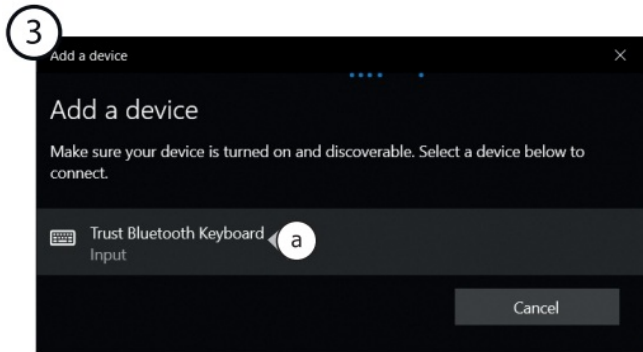 3
Add a device
Add a device
Make sure your device is turned on and discoverable. Select a device below to
connect.
Trust Bluetooth Keyboard
a
Input
Cancel